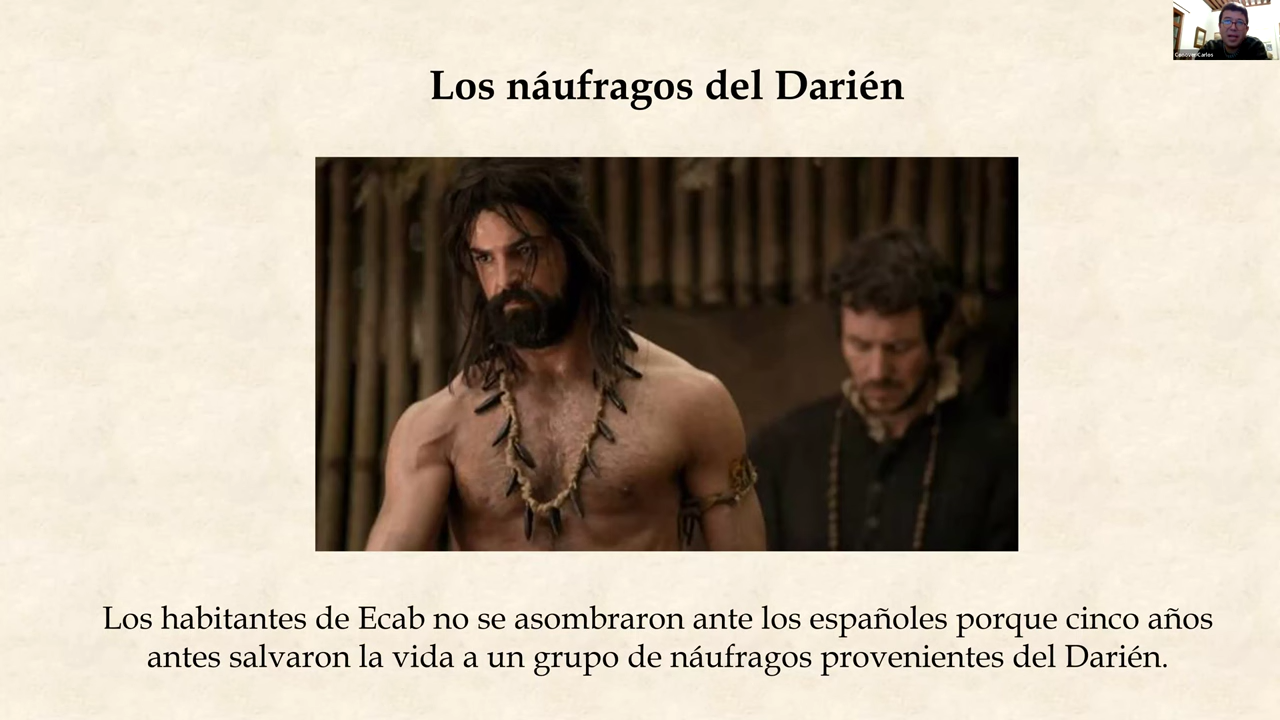 Los náufragos del Darién
Los habitantes de Ecab no se asombraron ante los españoles porque cinco años
antes salvaron la vida a un grupo de náufragos provenientes del Darién.